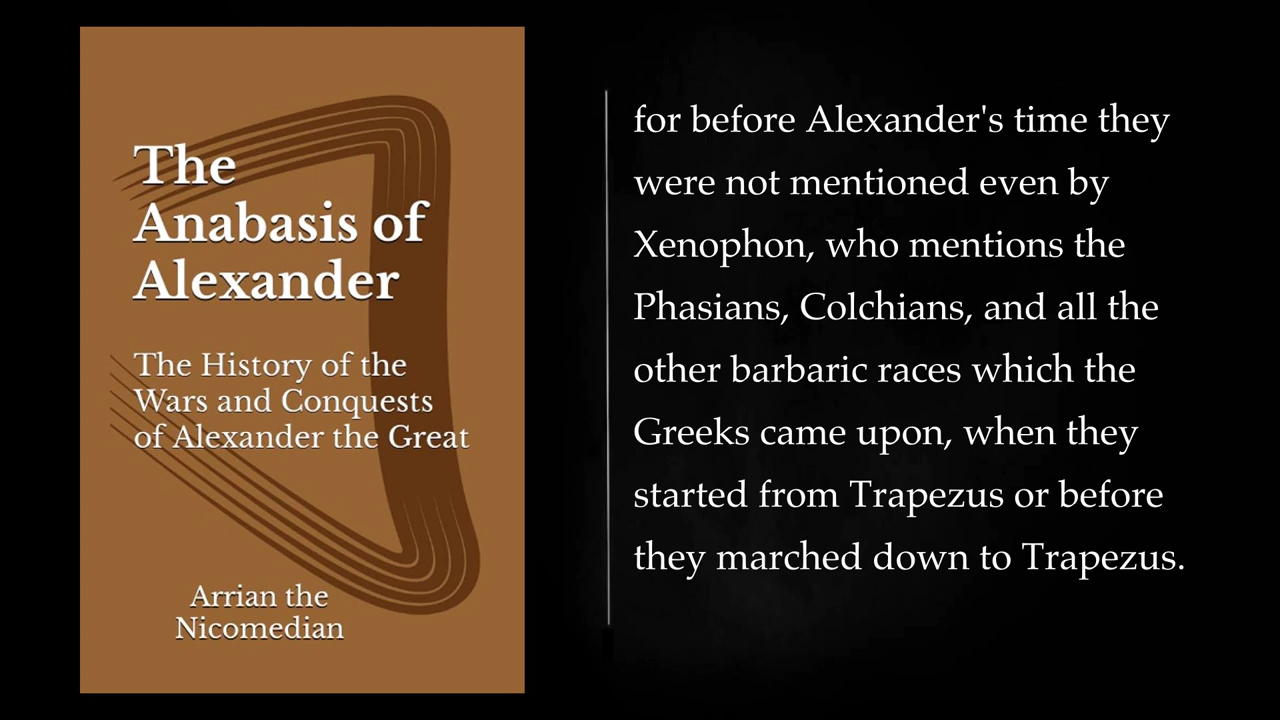 The
Anabasis of
Alexander
The History of the
Wars and Conquests
of Alexander the Great
Arrian the
Nicomedian
for before Alexander's time they
were not mentioned even by
Xenophon, who mentions the
Phasians, Colchians, and all the
other barbaric races which the
Greeks came upon, when they
started from Trapezus or before
they marched down to Trapezus.